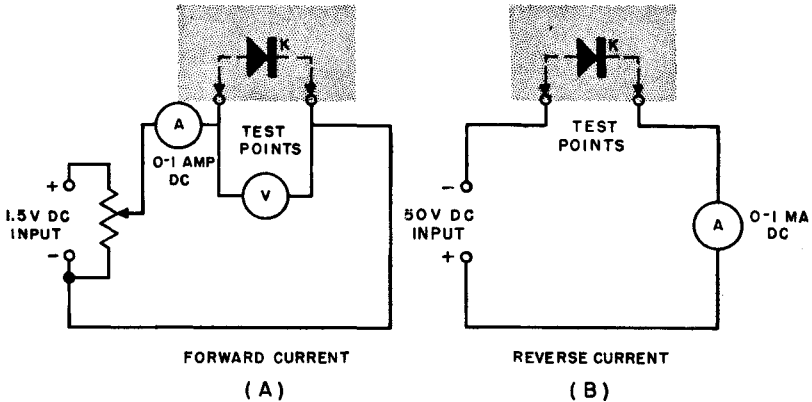 K
A
TEST
POINTS
0-1 AMP
DC
V
+
1.5V DC
INPUT
-
FORWARD CURRENT
(A)
K
TEST
POINTS
-
50V DC
INPUT
+
A
0-1 MA
DC
REVERSE CURRENT
(B)